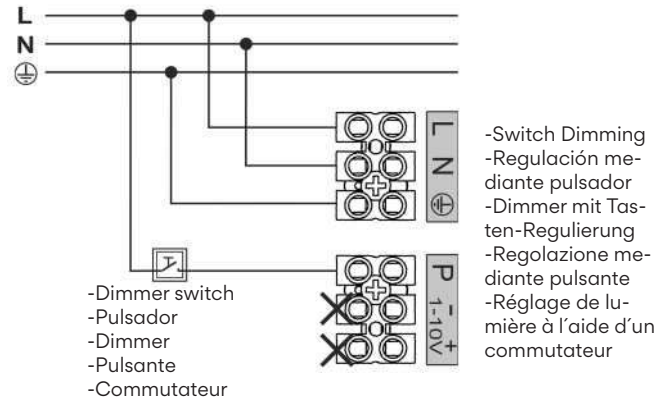 L
N
L
N
-Switch Dimming
-Regulación me-
diante pulsador
-Dimmer mit Tas-
ten-Regulierung
-Regolazione me-
diante pulsante
-Réglage de lu-
mière à l´aide d´un
commutateur
P - +
1-10V
-Dimmer switch
-Pulsador
-Dimmer
-Pulsante
-Commutateur